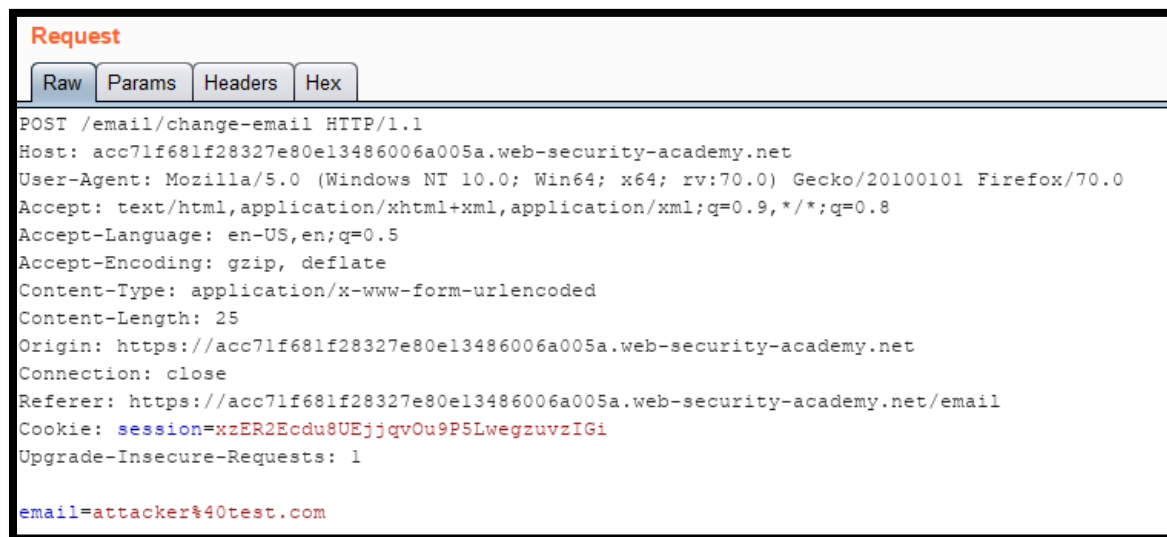 Request
Raw Params Headers Hex
POST /email/change-email HTTP/1.1
Host: acc71f681f28327e80e13486006a005a.web-security-academy.net
User-Agent: Mozilla/5.0 (Windows NT 10.0; Win64; x64; rv:70.0) Gecko/20100101 Firefox/70.0
Accept: text/html,application/xhtml+xml,application/xml;q=0.9,*/*;q=0.8
Accept-Language: en-US,en;q=0.5
Accept-Encoding: gzip, deflate
Content-Type: application/x-www-form-urlencoded
Content-Length: 25
Origin: https://acc71f681f28327e80e13486006a005a.web-security-academy.net
Connection: close
Referer: https://acc71f681f28327e80e13486006a005a.web-security-academy.net/email
Cookie: session=xzER2Ecdu8UEjjqvOu9P5LwegzuvzIGi
Upgrade-Insecure-Requests: 1
email=attacker%40test.com